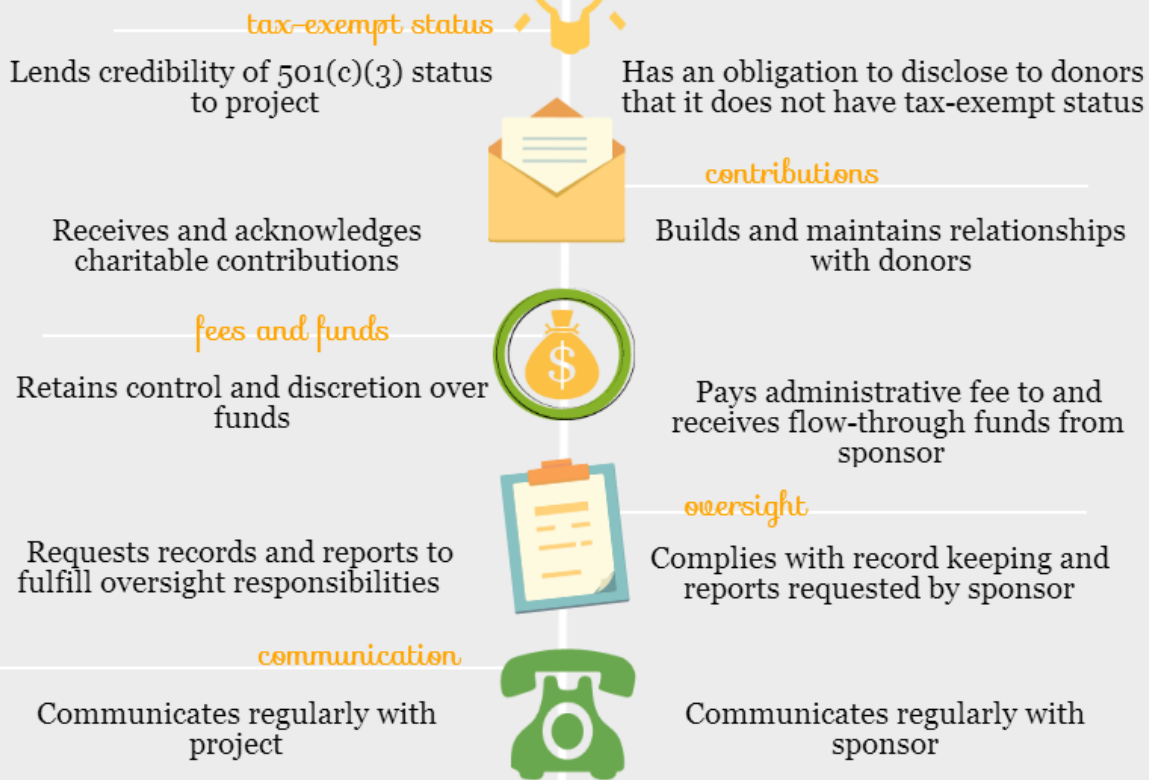 tax-exempt status
Lends credibility of 501(c)(3) status
to project
Has an obligation to disclose to donors
that it does not have tax-exempt status
contributions
Receives and acknowledges
charitable contributions
Builds and maintains relationships
with donors
fees and funds
$
Retains control and discretion over
funds
Pays administrative fee to and
receives flow-through funds from
sponsor
oversight
Requests records and reports to
fulfill oversight responsibilities
Complies with record keeping and
reports requested by sponsor
communication
Communicates regularly with
project
Communicates regularly with
sponsor